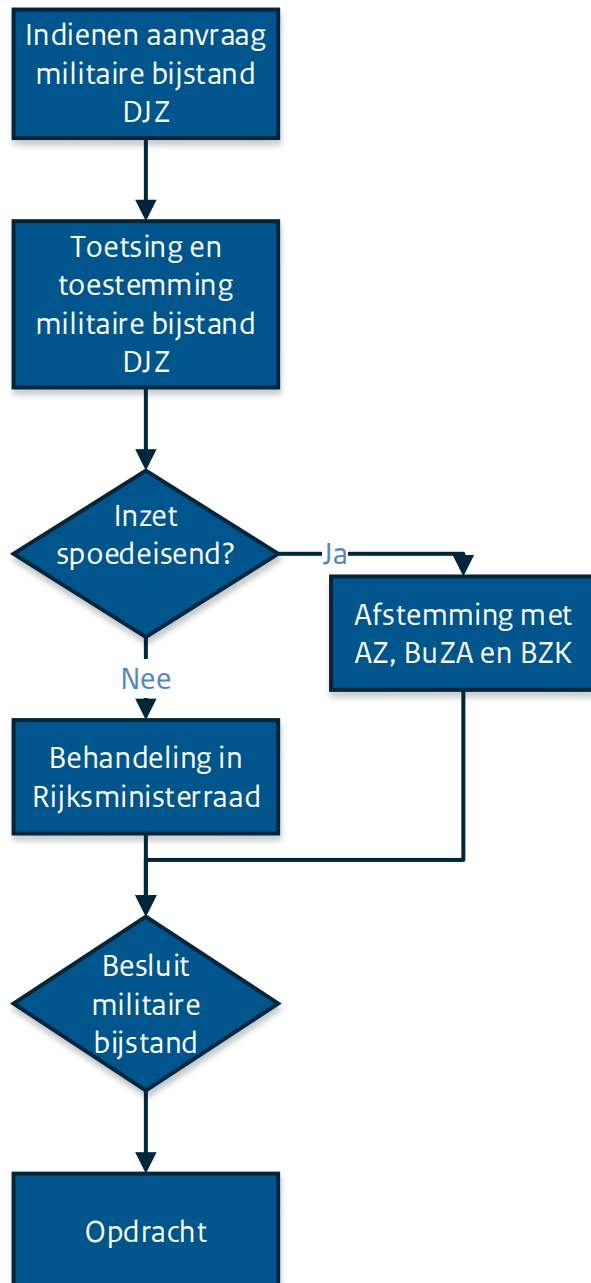 Indienen aanvraag
militaire bijstand
DJZ
Toetsing en
toestemming
militaire bijstand
DJZ
Inzet
spoedeisend?
Ja
Afstemming met
AZ, BuZA en BZK
Nee
Behandeling in
Rijksministerraad
Besluit
militaire
bijstand
Opdracht